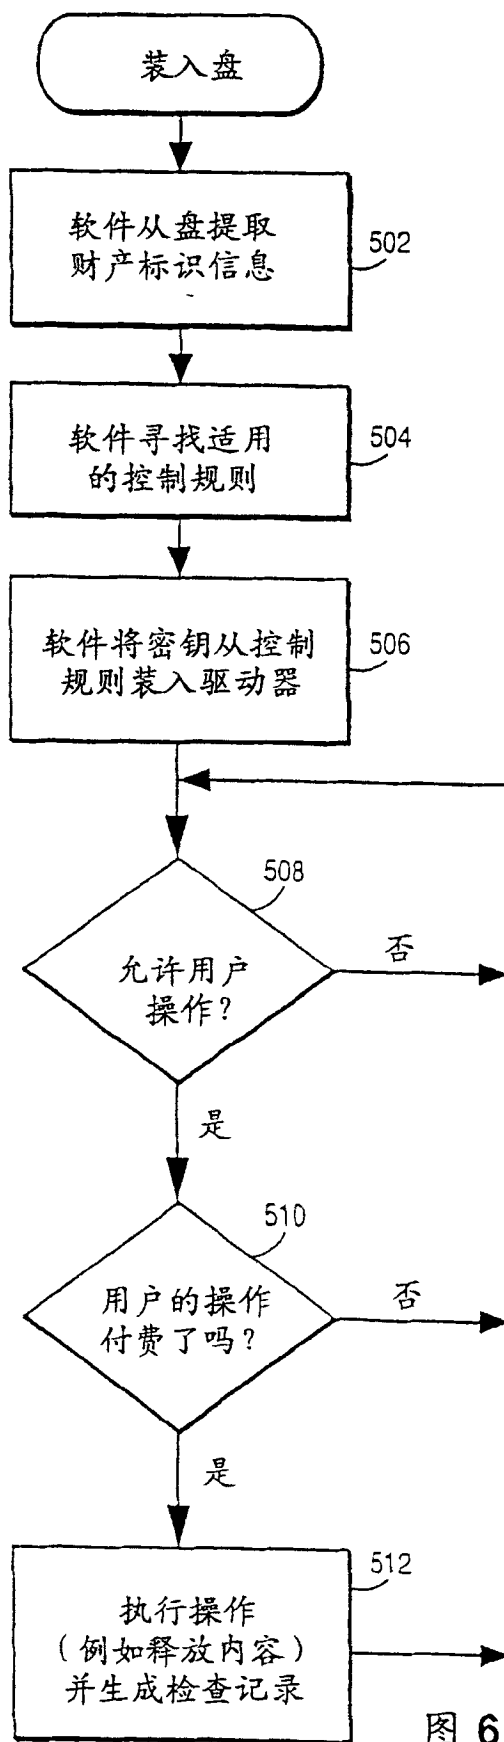 装入盘
软件从盘提取
财产标识信息
502
软件寻找适用
的控制规则
504
软件将密钥从控制
规则装入驱动器
506
508
允许用户
操作?
否
是
510
用户的操作
付费了吗?
否
是
512
执行操作
(例如释放内容)
并生成检查记录
图 6